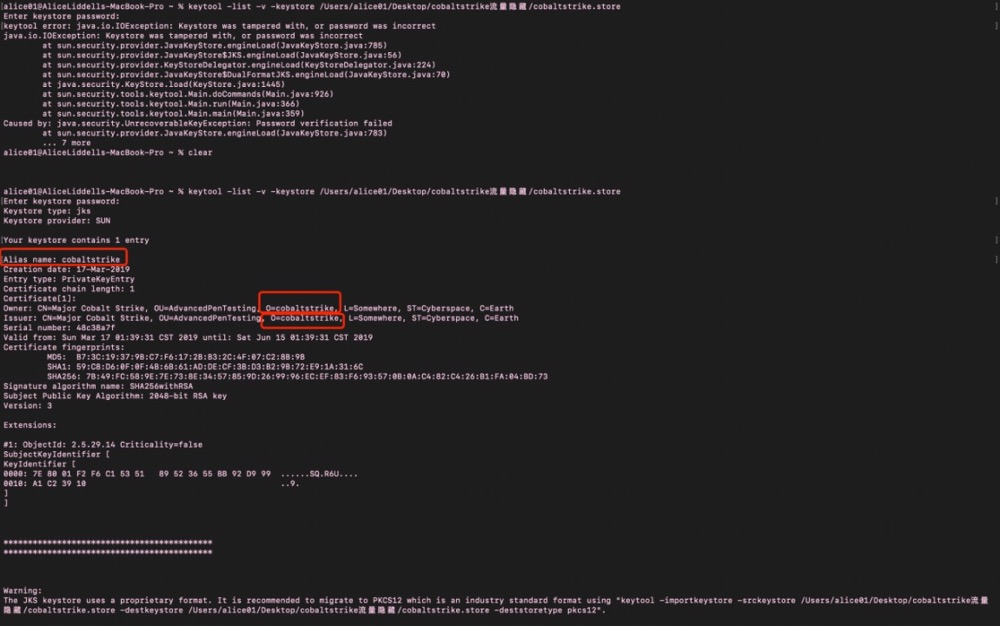 alice01@AliceLiddells-MacBook-Pro ~ % keytool -list -v -keystore /Users/alice01/Desktop/cobaltstrike流量隐藏/cobaltstrike.store
Enter keystore password:
keytool error: java.io.IOException: Keystore was tampered with, or password was incorrect
java.io.IOException: Keystore was tampered with, or password was incorrect
at sun.security.provider.JavaKeyStore.engineLoad(JavaKeyStore.java:785)
at sun.security.provider.JavaKeyStore$JKS.engineLoad(JavaKeyStore.java:56)
at sun.security.provider.KeyStoreDelegator.engineLoad(KeyStoreDelegator.java:224)
at sun.security.provider.JavaKeyStore$DualFormatJKS.engineLoad(JavaKeyStore.java:70)
at java.security.KeyStore.load(KeyStore.java:1445)
at sun.security.tools.keytool.Main.doCommands(Main.java:926)
at sun.security.tools.keytool.Main.run(Main.java:366)
at sun.security.tools.keytool.Main.main(Main.java:359)
Caused by: java.security.UnrecoverableKeyException: Password verification failed
at sun.security.provider.JavaKeyStore.engineLoad(JavaKeyStore.java:783)
... 7 more
alice01@AliceLiddells-MacBook-Pro ~ % clear
alice01@AliceLiddells-MacBook-Pro ~ % keytool -list -v -keystore /Users/alice01/Desktop/cobaltstrike流量隐藏/cobaltstrike.store
Enter keystore password:
Keystore type: jks
Keystore provider: SUN
Your keystore contains 1 entry
Alias name: cobaltstrike
Creation date: 17-Mar-2019
Entry type: PrivateKeyEntry
Certificate chain length: 1
Certificate[1]:
Owner: CN=Major Cobalt Strike, OU=AdvancedPenTesting, O=cobaltstrike, L=Somewhere, ST=Cyberspace, C=Earth
Issuer: CN=Major Cobalt Strike, OU=AdvancedPenTesting, O=cobaltstrike, L=Somewhere, ST=Cyberspace, C=Earth
Serial number: 48c38a7f
Valid from: Sun Mar 17 01:39:31 CST 2019 until: Sat Jun 15 01:39:31 CST 2019
Certificate fingerprints:
MD5: B7:3C:19:37:9B:C7:F6:17:2B:83:2C:4F:07:C2:8B:9B
SHA1: 59:C8:D6:0F:0F:4B:6B:61:AD:DE:CF:3B:D3:B2:9B:72:E9:1A:31:6C
SHA256: 7B:49:FC:58:9E:7E:73:8E:34:57:85:9D:26:99:96:EC:EF:83:F6:93:57:0B:0A:C4:82:C4:26:B1:FA:04:BD:73
Signature algorithm name: SHA256withRSA
Subject Public Key Algorithm: 2048-bit RSA key
Version: 3
Extensions:
#1: ObjectId: 2.5.29.14 Criticality=false
SubjectKeyIdentifier [
KeyIdentifier [
0000: 7E 80 01 F2 F6 C1 53 51 89 52 36 55 BB 92 D9 99 ......SQ.R6U....
0010: A1 C2 39 10 ..9.
]
]
*******************************************
*******************************************
Warning:
The JKS keystore uses a proprietary format. It is recommended to migrate to PKCS12 which is an industry standard format using "keytool -importkeystore -srckeystore /Users/alice01/Desktop/cobaltstrike流量
隐藏/cobaltstrike.store -destkeystore /Users/alice01/Desktop/cobaltstrike流量隐藏/cobaltstrike.store -deststoretype pkcs12".